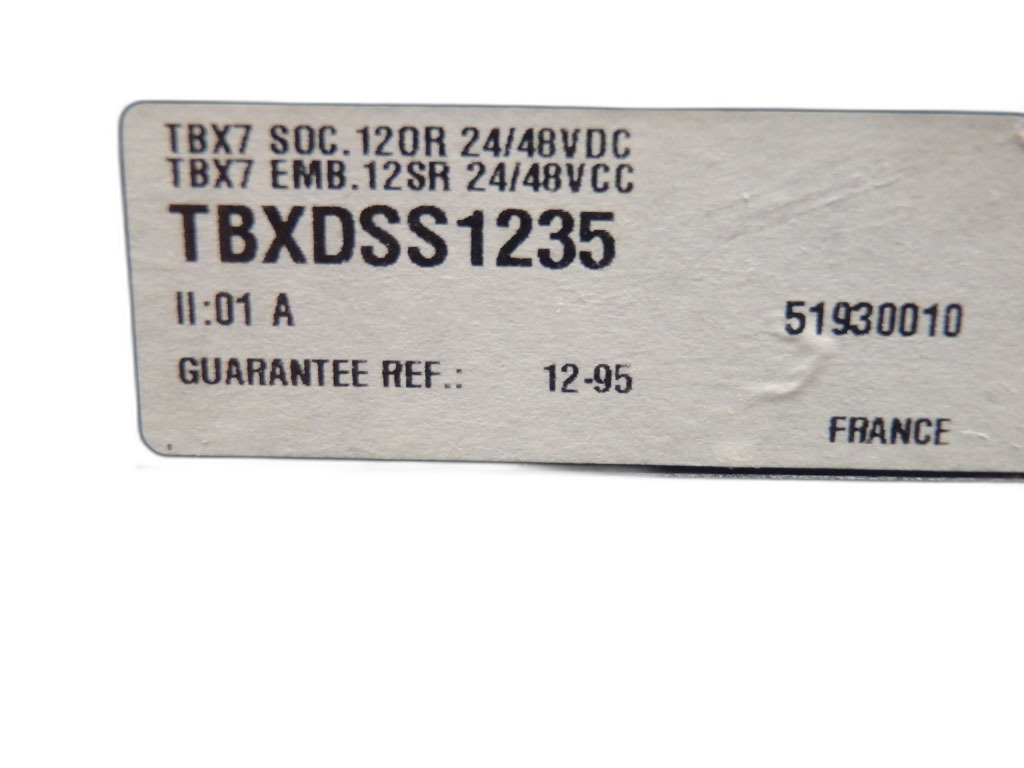 TBX7 SOC.12OR 24/48VDC
TBX7 EMB.12SR 24/48VCC
TBXDSS1235
II:01 A
51930010
GUARANTEE REF.: 12-95
FRANCE